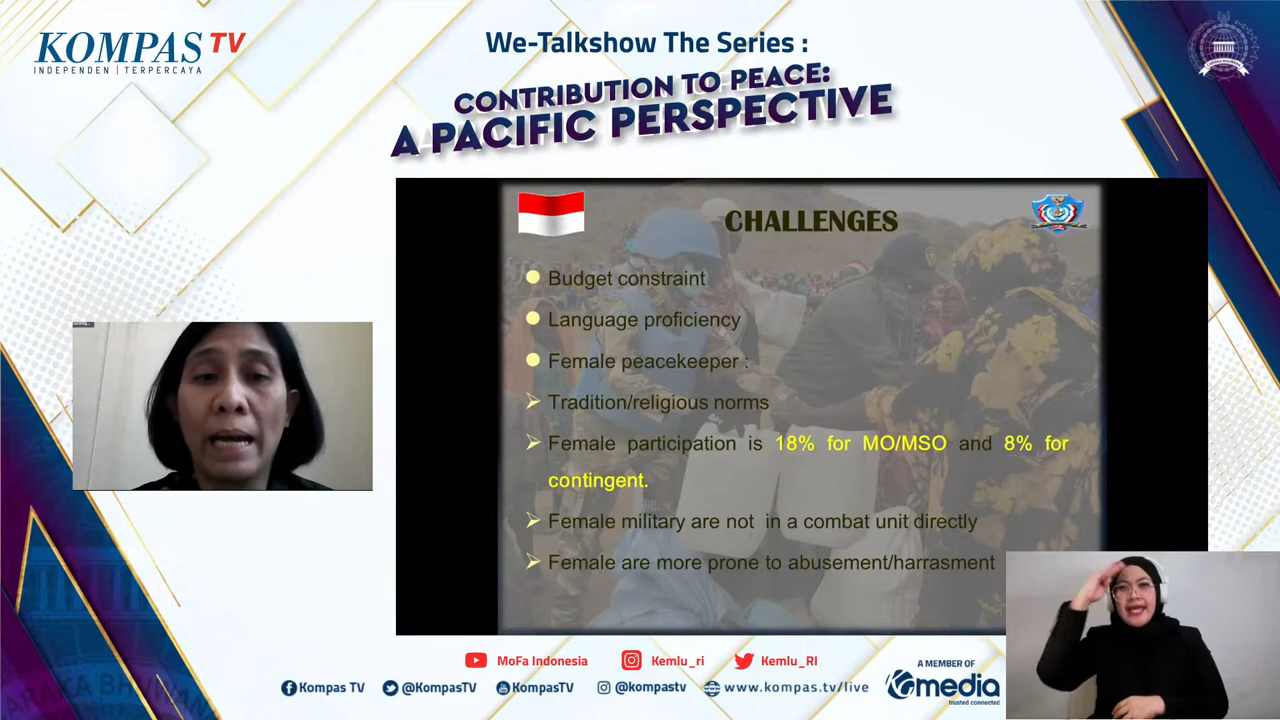 KOMPAS TV
INDEPENDEN | TERPERCAYA
We-Talkshow The Series :
CONTRIBUTION TO PEACE:
A PACIFIC PERSPECTIVE
CHALLENGES
Budget constraint
Language proficiency
Female peacekeeper :
Tradition/religious norms
Female participation is 18% for MO/MSO and 8% for
contingent.
Female military are not in a combat unit directly
Female are more prone to abusement/harrasment
MoFa Indonesia
Kemlu_ri
Kemlu_RI
Kompas TV
@KompasTV
KompasTV
@kompastv
www.kompas.tv/live
A MEMBER OF
media
trusted connected